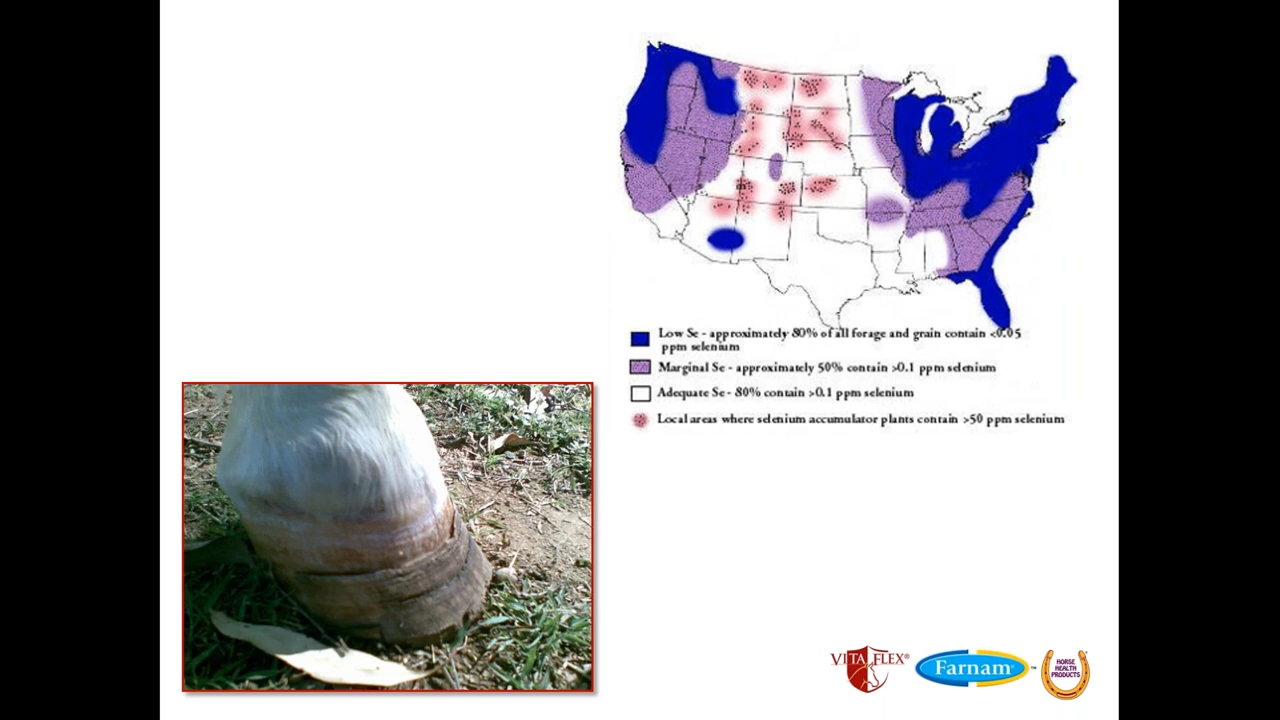 Low Se - approximately 80% of all forage and grain contain <0.05
ppm selenium
Marginal Se - approximately 50% contain >0.1 ppm selenium
Adequate Se - 80% contain >0.1 ppm selenium
Local areas where selenium accumulator plants contain >50 ppm selenium
VITA FLEX®
Farnam™
HORSE
HEALTH
PRODUCTS